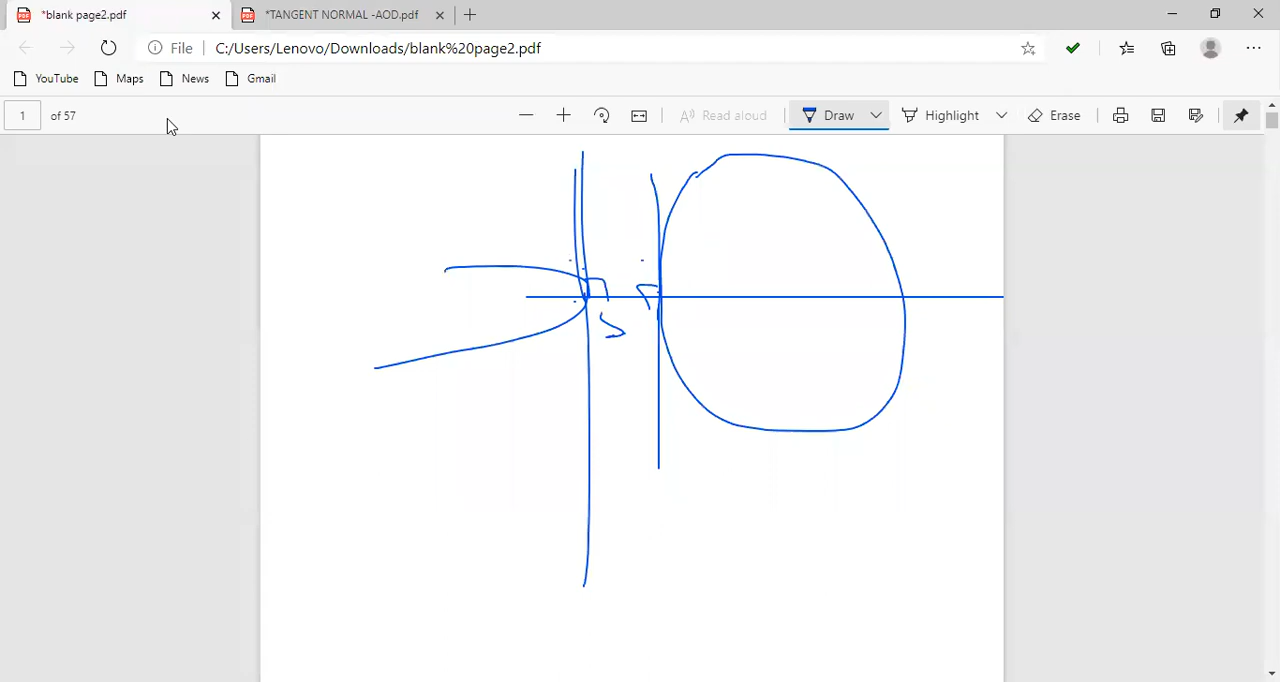 *blank page2.pdf
*TANGENT NORMAL -AOD.pdf
File C:/Users/Lenovo/Downloads/blank%20page2.pdf
YouTube Maps News Gmail
1 of 57 Read aloud Draw Highlight Erase